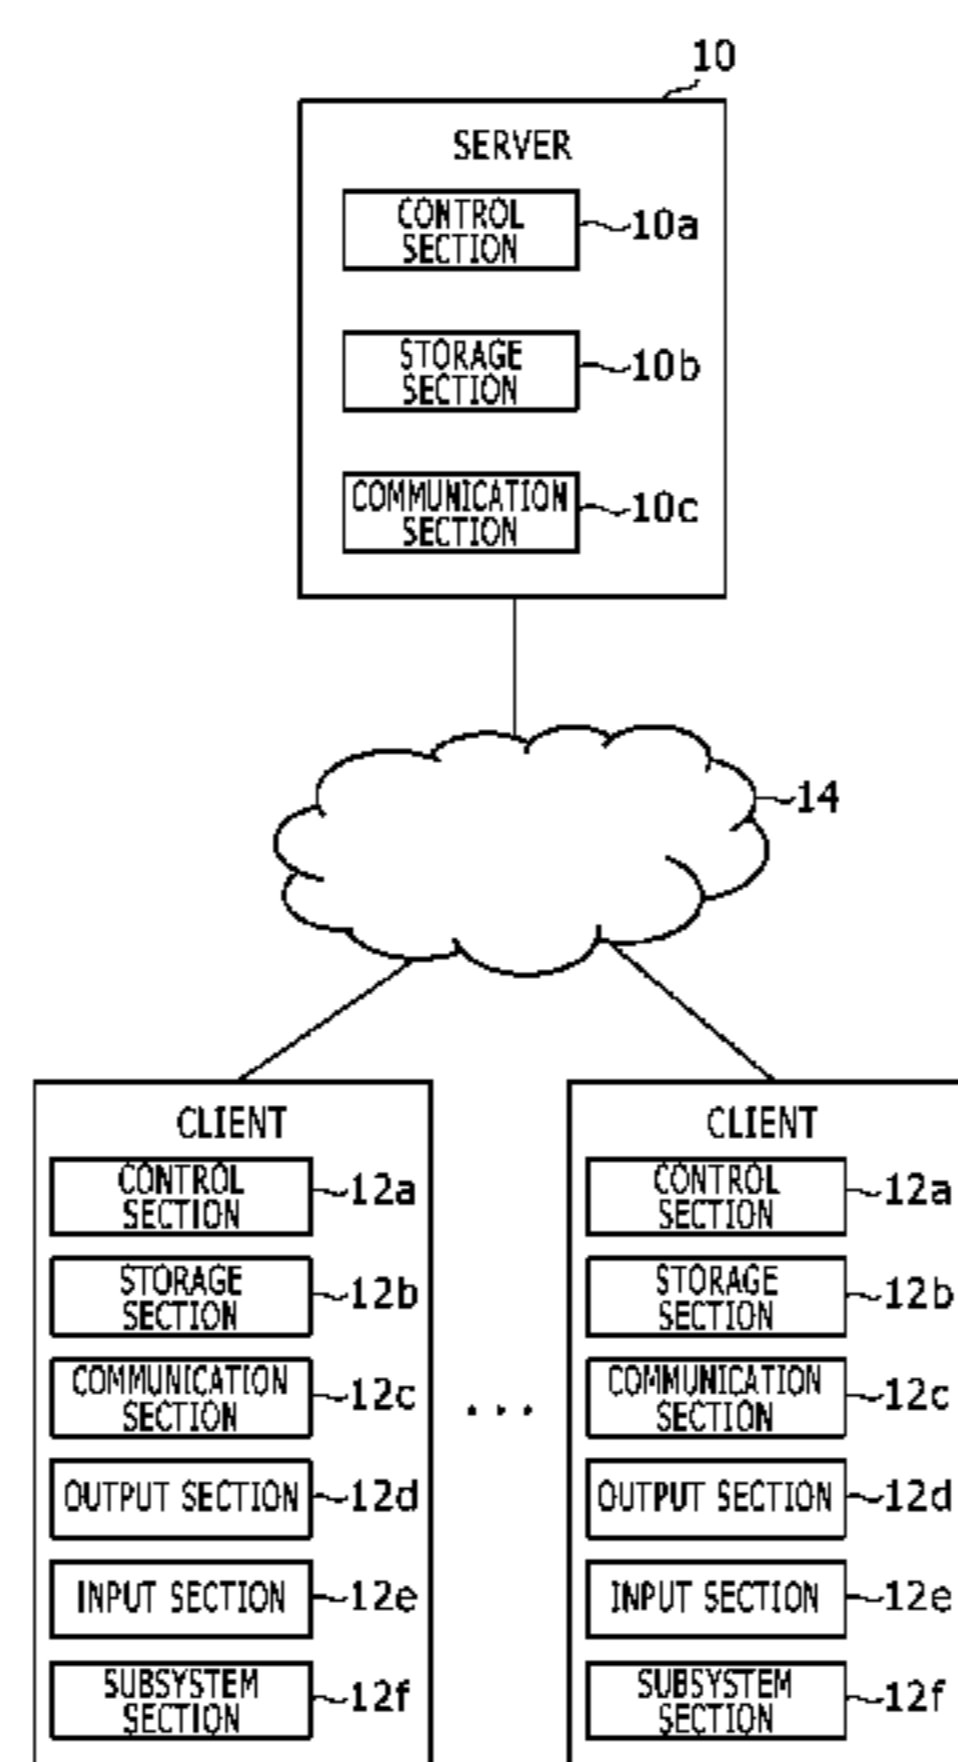 10
SERVER
CONTROL
SECTION
10a
STORAGE
SECTION
10b
COMMUNICATION
SECTION
10c
14
CLIENT
CONTROL
SECTION
12a
STORAGE
SECTION
12b
COMMUNICATION
SECTION
12c
OUTPUT SECTION
12d
INPUT SECTION
12e
SUBSYSTEM
SECTION
12f
...
CLIENT
CONTROL
SECTION
12a
STORAGE
SECTION
12b
COMMUNICATION
SECTION
12c
OUTPUT SECTION
12d
INPUT SECTION
12e
SUBSYSTEM
SECTION
12f